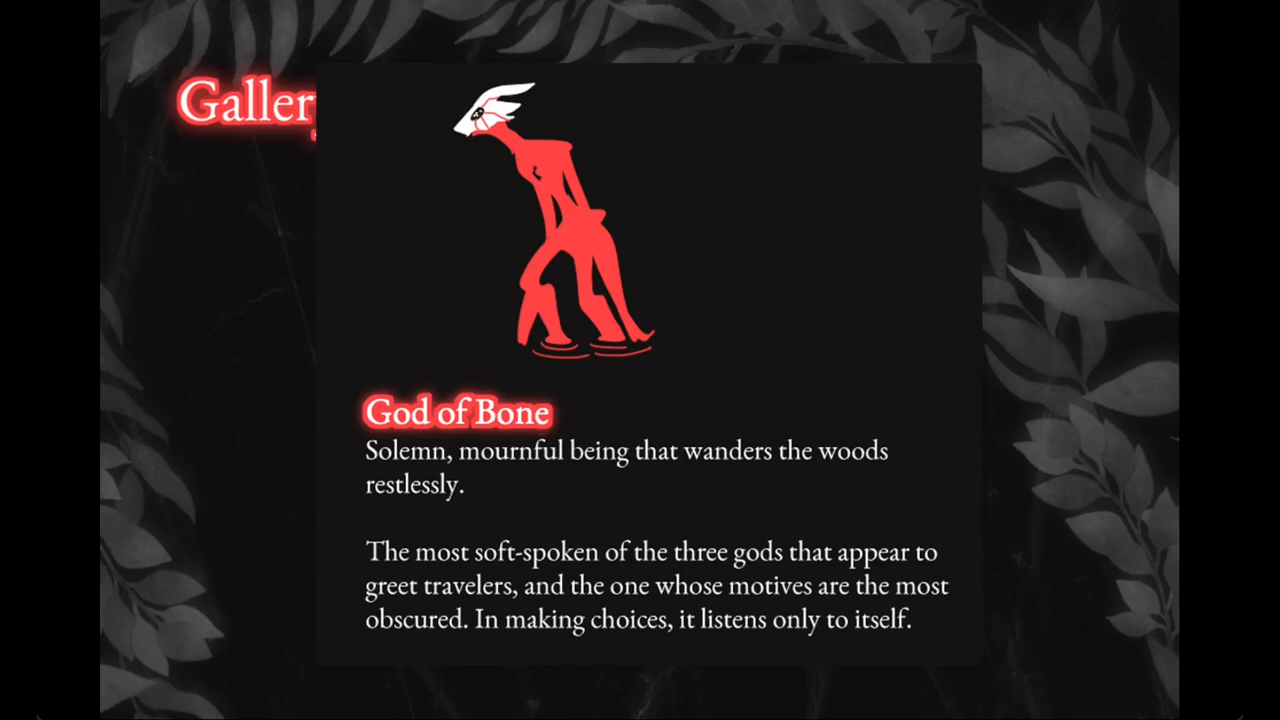 Gallery
God of Bone
Solemn, mournful being that wanders the woods
restlessly.
The most soft-spoken of the three gods that appear to
greet travelers, and the one whose motives are the most
obscured. In making choices, it listens only to itself.